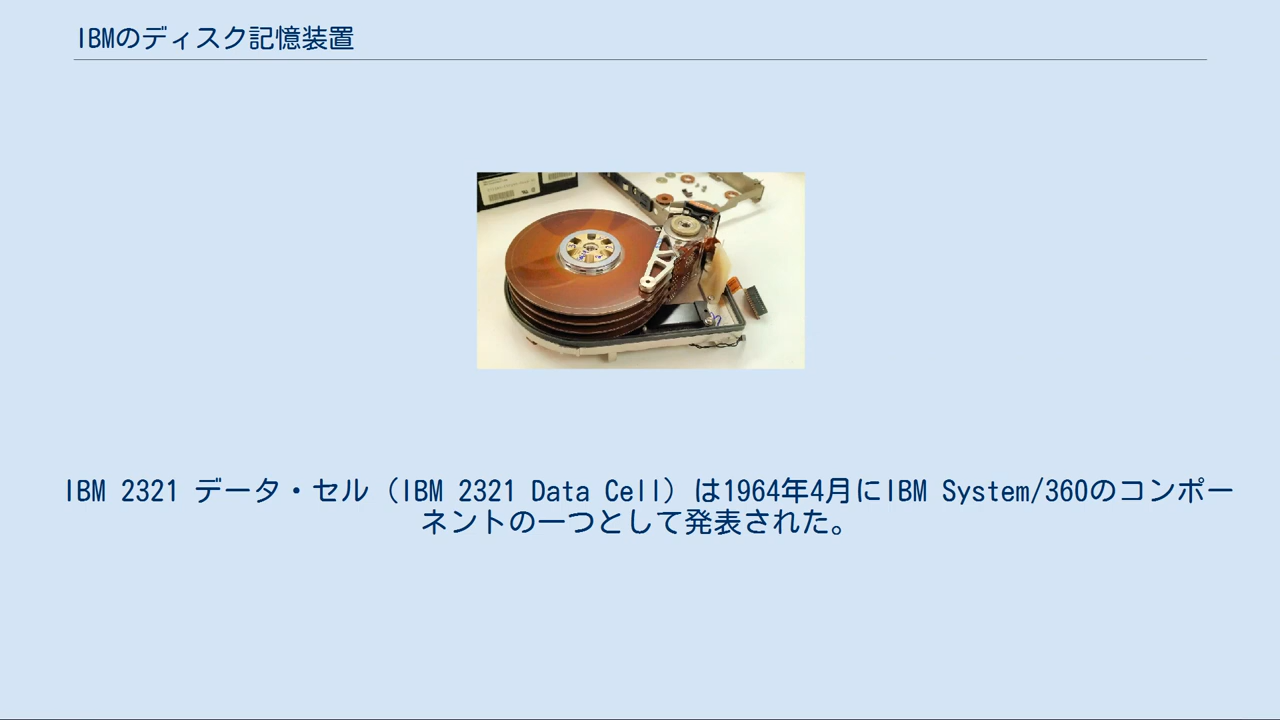 IBMのディスク記憶装置
IBM 2321 データ・セル（IBM 2321 Data Cell）は1964年4月にIBM System/360のコンポー
ネントの一つとして発表された。